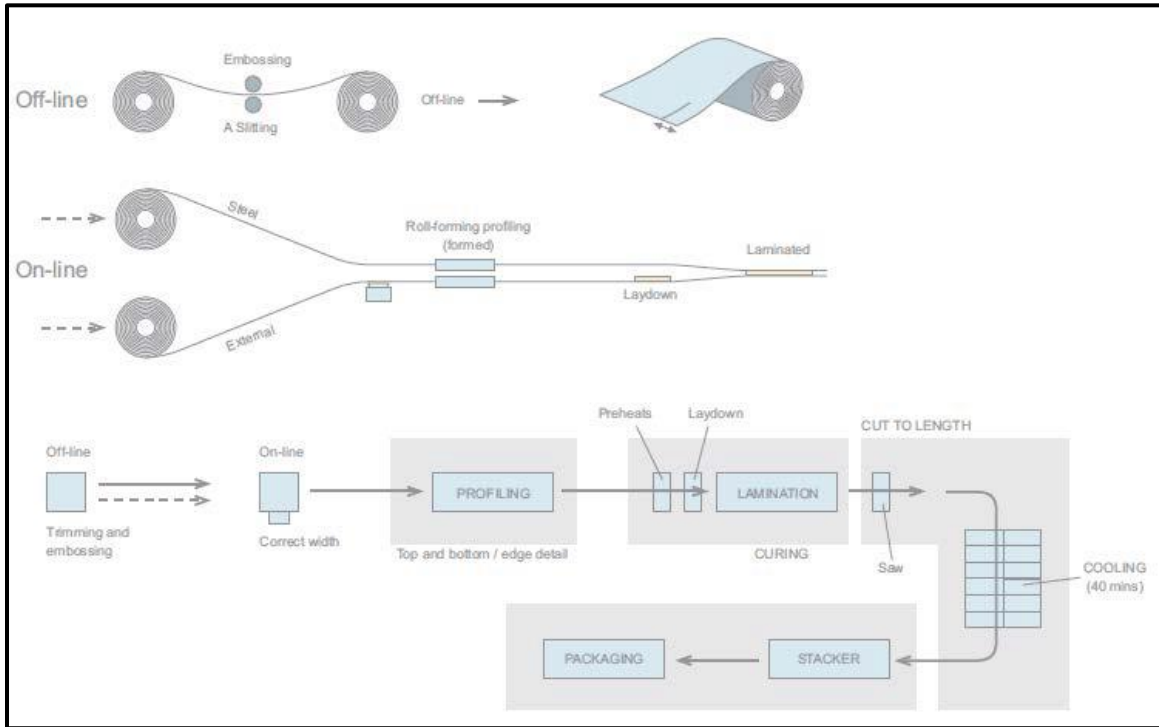 Embossing
Off-line
Off-line
A Slitting
Steel
Roll-forming profiling
(formed)
Laminated
On-line
Laydown
External
Preheats
Laydown
CUT TO LENGTH
Off-line
On-line
PROFILING
LAMINATION
Trimming and
embossing
Correct width
Top and bottom / edge detail
CURING
Saw
COOLING
(40 mins)
PACKAGING
STACKER